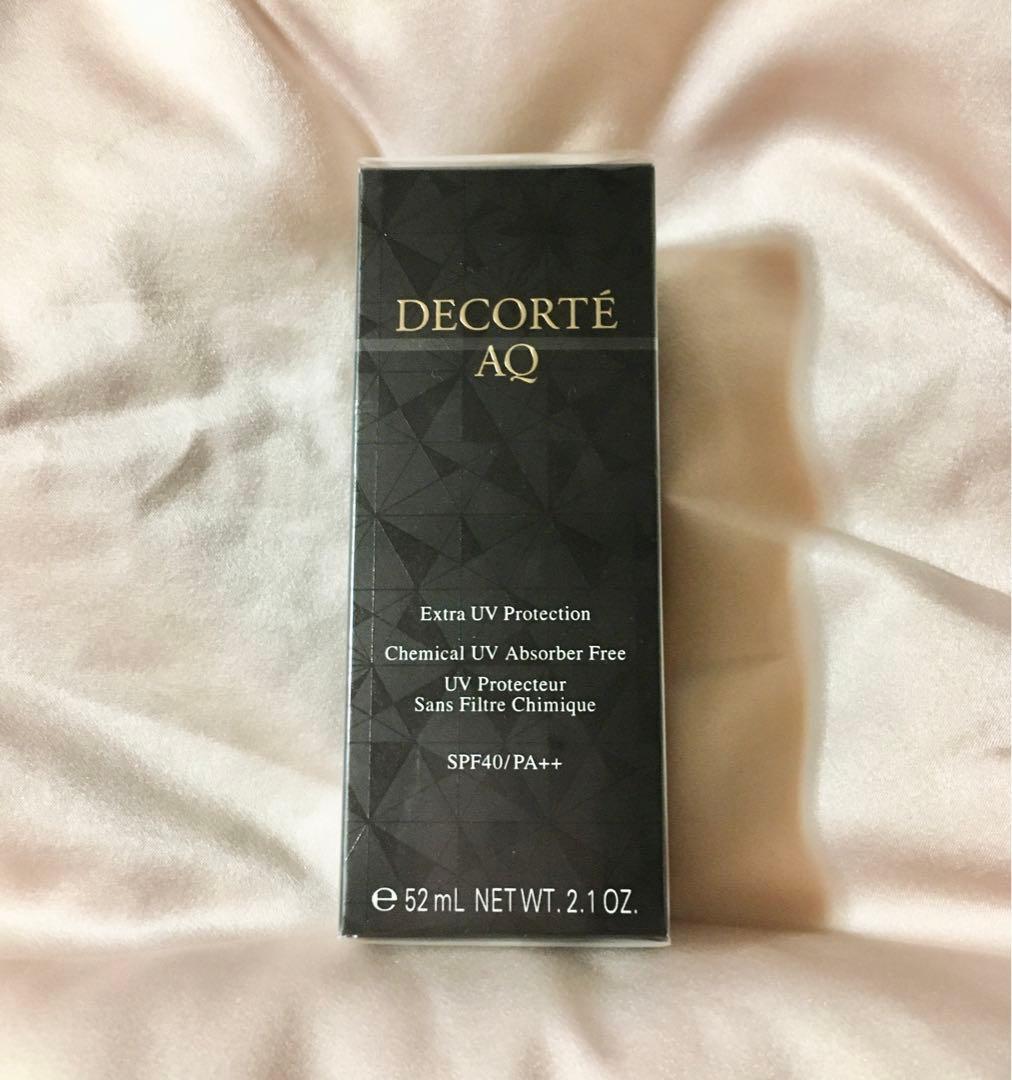 DECORTÉ
AQ
Extra UV Protection
Chemical UV Absorber Free
UV Protecteur
Sans Filtre Chimique
SPF40/PA++
℮ 52 mL NET WT. 2.1 OZ.